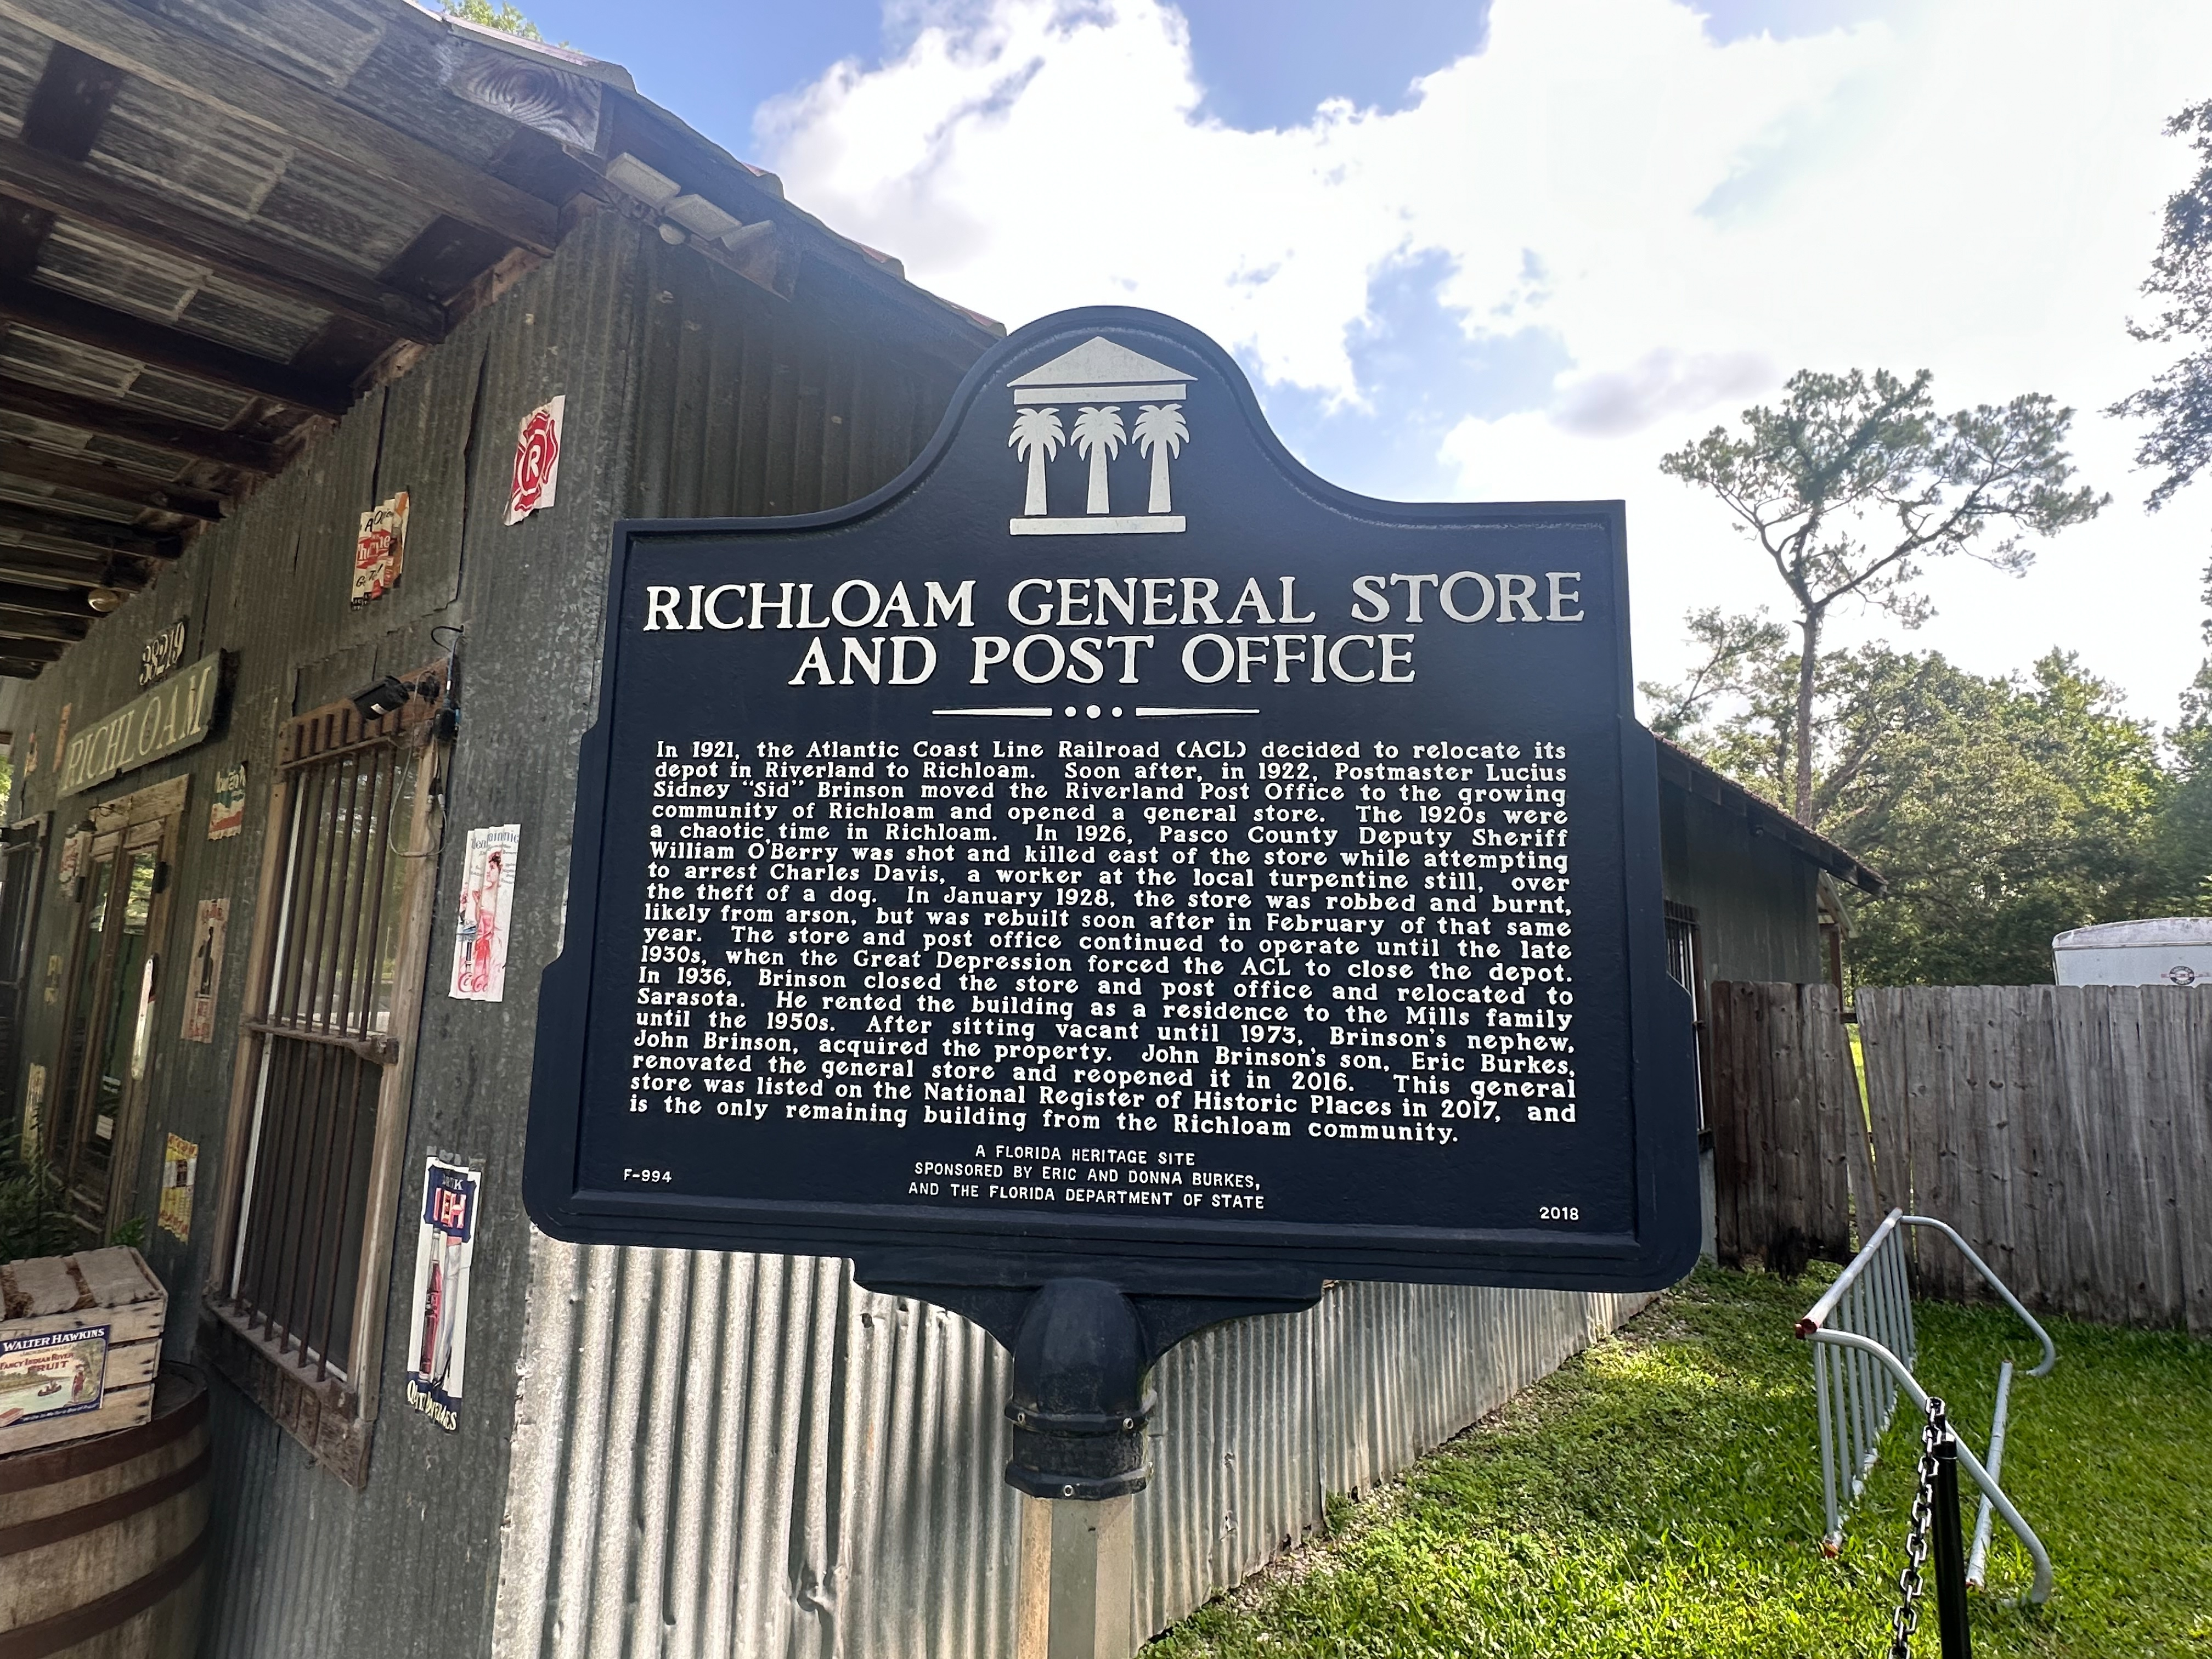 RICHLOAM GENERAL STORE
AND POST OFFICE
In 1921, the Atlantic Coast Line Railroad (ACL) decided to relocate its
depot in Riverland to Richloam. Soon after, in 1922, Postmaster Lucius
Sidney “Sid” Brinson moved the Riverland Post Office to the growing
community of Richloam and opened a general store. The 1920s were
a chaotic time in Richloam. In 1926, Pasco County Deputy Sheriff
William O'Berry was shot and killed east of the store while attempting
to arrest Charles Davis, a worker at the local turpentine still, over
the theft of a dog. In January 1928, the store was robbed and burnt,
likely from arson, but was rebuilt soon after in February of that same
year. The store and post office continued to operate until the late
1930s, when the Great Depression forced the ACL to close the depot.
In 1936, Brinson closed the store and post office and relocated to
Sarasota. He rented the building as a residence to the Mills family
until the 1950s. After sitting vacant until 1973, Brinson's nephew,
John Brinson, acquired the property. John Brinson's son, Eric Burkes,
renovated the general store and reopened it in 2016. This general
store was listed on the National Register of Historic Places in 2017, and
is the only remaining building from the Richloam community.
A FLORIDA HERITAGE SITE
SPONSORED BY ERIC AND DONNA BURKES,
AND THE FLORIDA DEPARTMENT OF STATE
F-994
2018
38219
RICHLOAM
R
WALTER HAWKINS
JACKSONVILLE
FANCY INDIAN RIVER
FRUIT